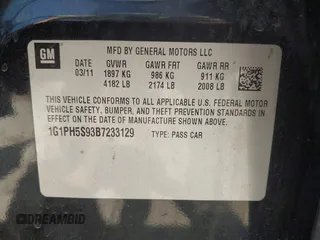 GM
MFD BY GENERAL MOTORS LLC
DATE GVWR GAWR FRT GAWR RR
03/11 1897 KG 986 KG 911 KG
4182 LB 2174 LB 2008 LB
THIS VEHICLE CONFORMS TO ALL APPLICABLE U.S. FEDERAL MOTOR
VEHICLE SAFETY, BUMPER, AND THEFT PREVENTION STANDARDS
IN EFFECT ON THE DATE OF MANUFACTURE SHOWN ABOVE.
1G1PH5S93B7233129 TYPE: PASS CAR
DREAMBID